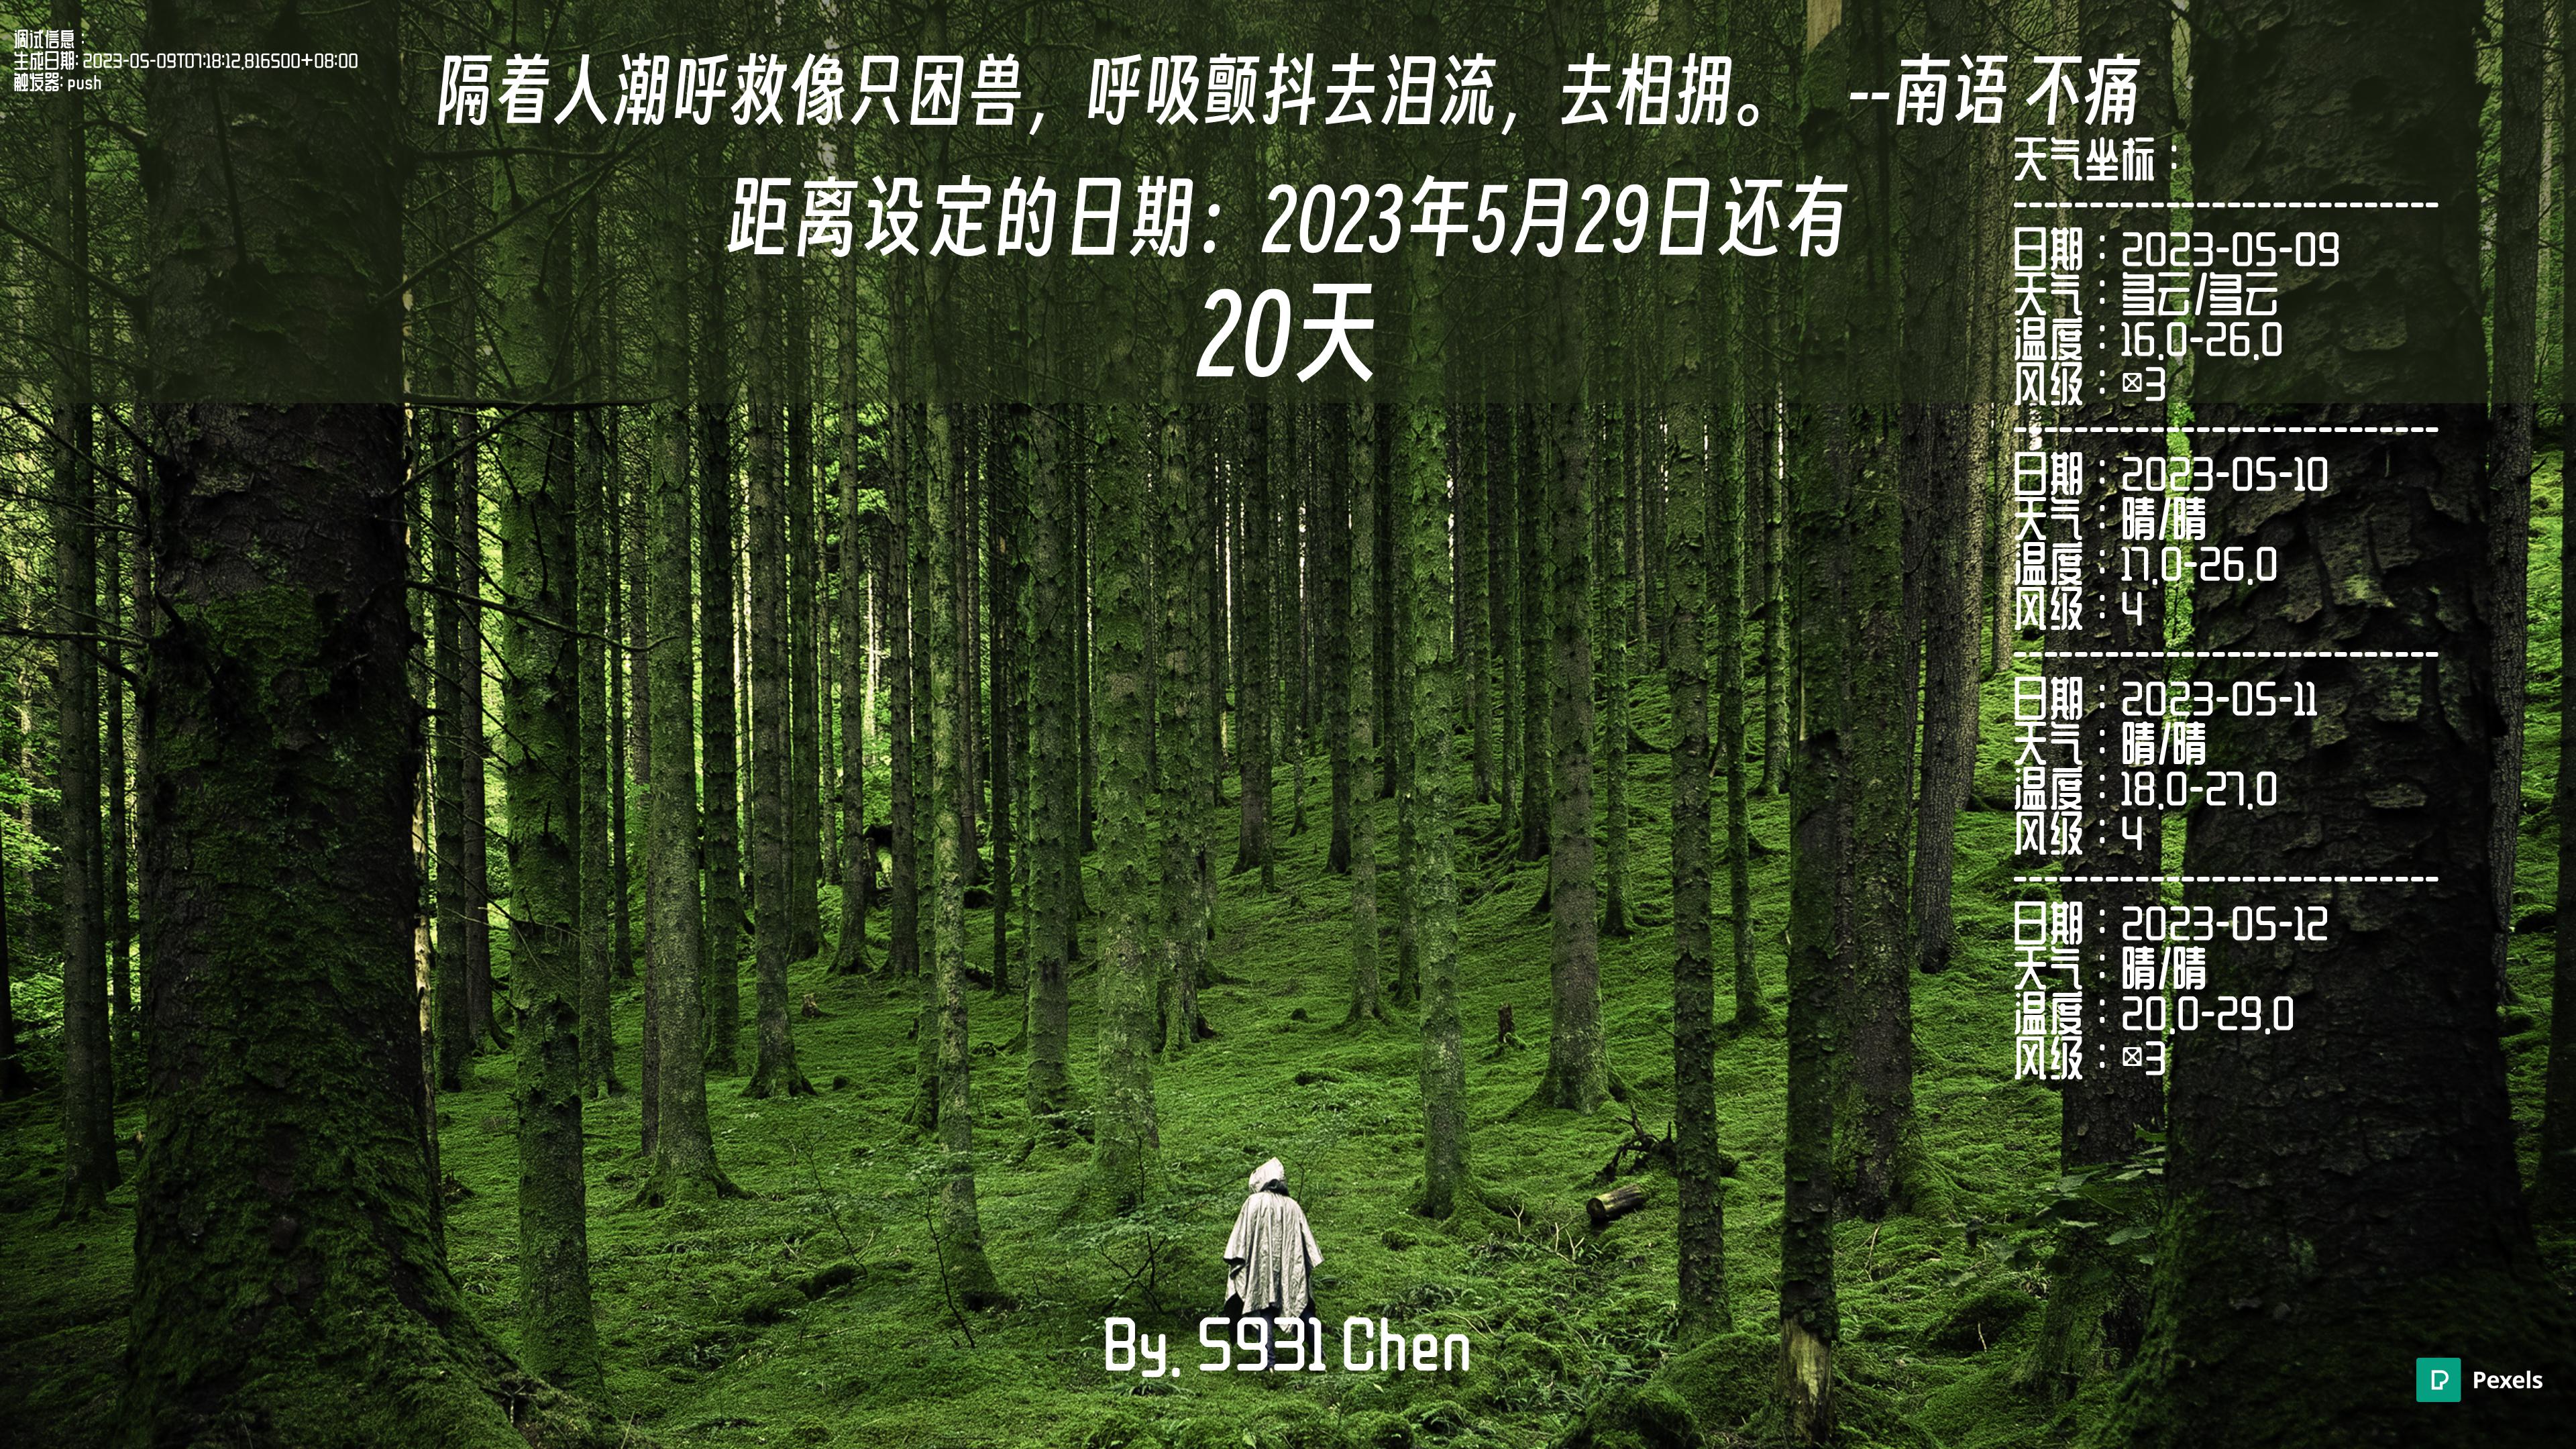 调试信息：
生成日期: 2023-05-09T07:18:12.816500+08:00
触发器: push
隔着人潮呼救像只困兽，呼吸颤抖去泪流，去相拥。 --南语 不痛
距离设定的日期：2023年5月29日还有
20天
天气坐标：
----------------------------
日期：2023-05-09
天气：多云/多云
温度：16.0-26.0
风级：3
----------------------------
日期：2023-05-10
天气：晴/晴
温度：17.0-26.0
风级：4
----------------------------
日期：2023-05-11
天气：晴/晴
温度：18.0-27.0
风级：4
----------------------------
日期：2023-05-12
天气：晴/晴
温度：20.0-29.0
风级：3
By. S931 Chen
Pexels